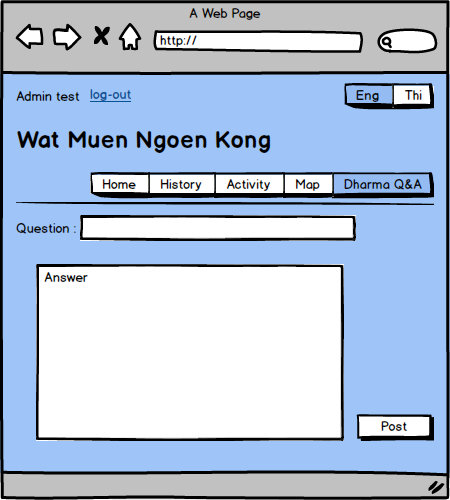 A Web Page
http://
Admin test log-out Eng Thi
Wat Muen Ngoen Kong
Home History Activity Map Dharma Q&A
Question :
Answer
Post